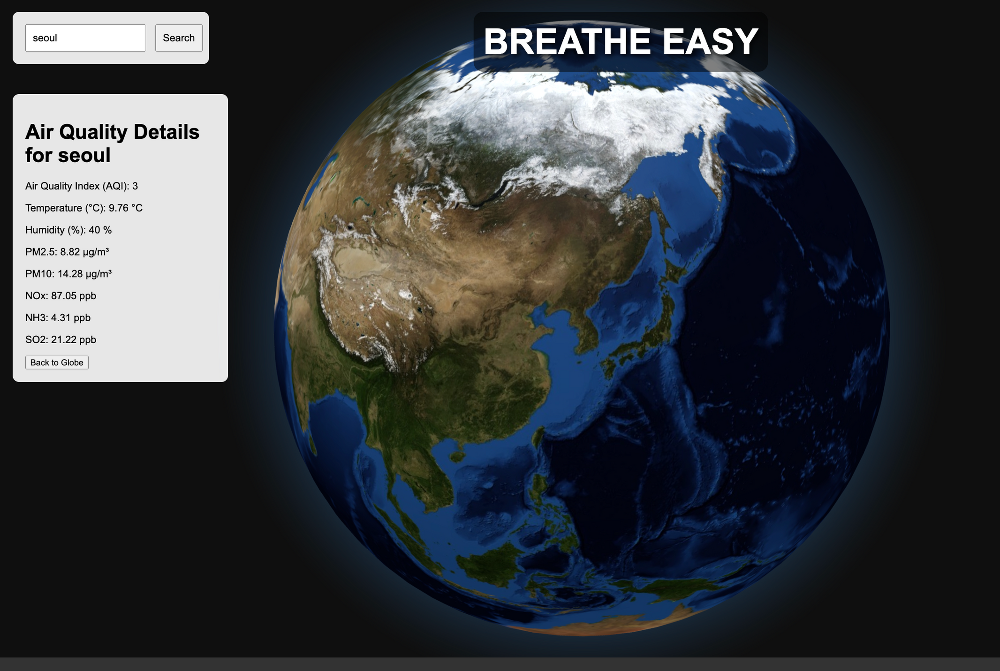 seoul
Search
BREATHE EASY
Air Quality Details
for seoul
Air Quality Index (AQI): 3
Temperature (°C): 9.76 °C
Humidity (%): 40 %
PM2.5: 8.82 µg/m³
PM10: 14.28 µg/m³
NOx: 87.05 ppb
NH3: 4.31 ppb
SO2: 21.22 ppb
Back to Globe